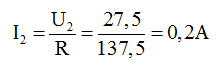 I₂ = U₂/R = 27,5/137,5 = 0,2A